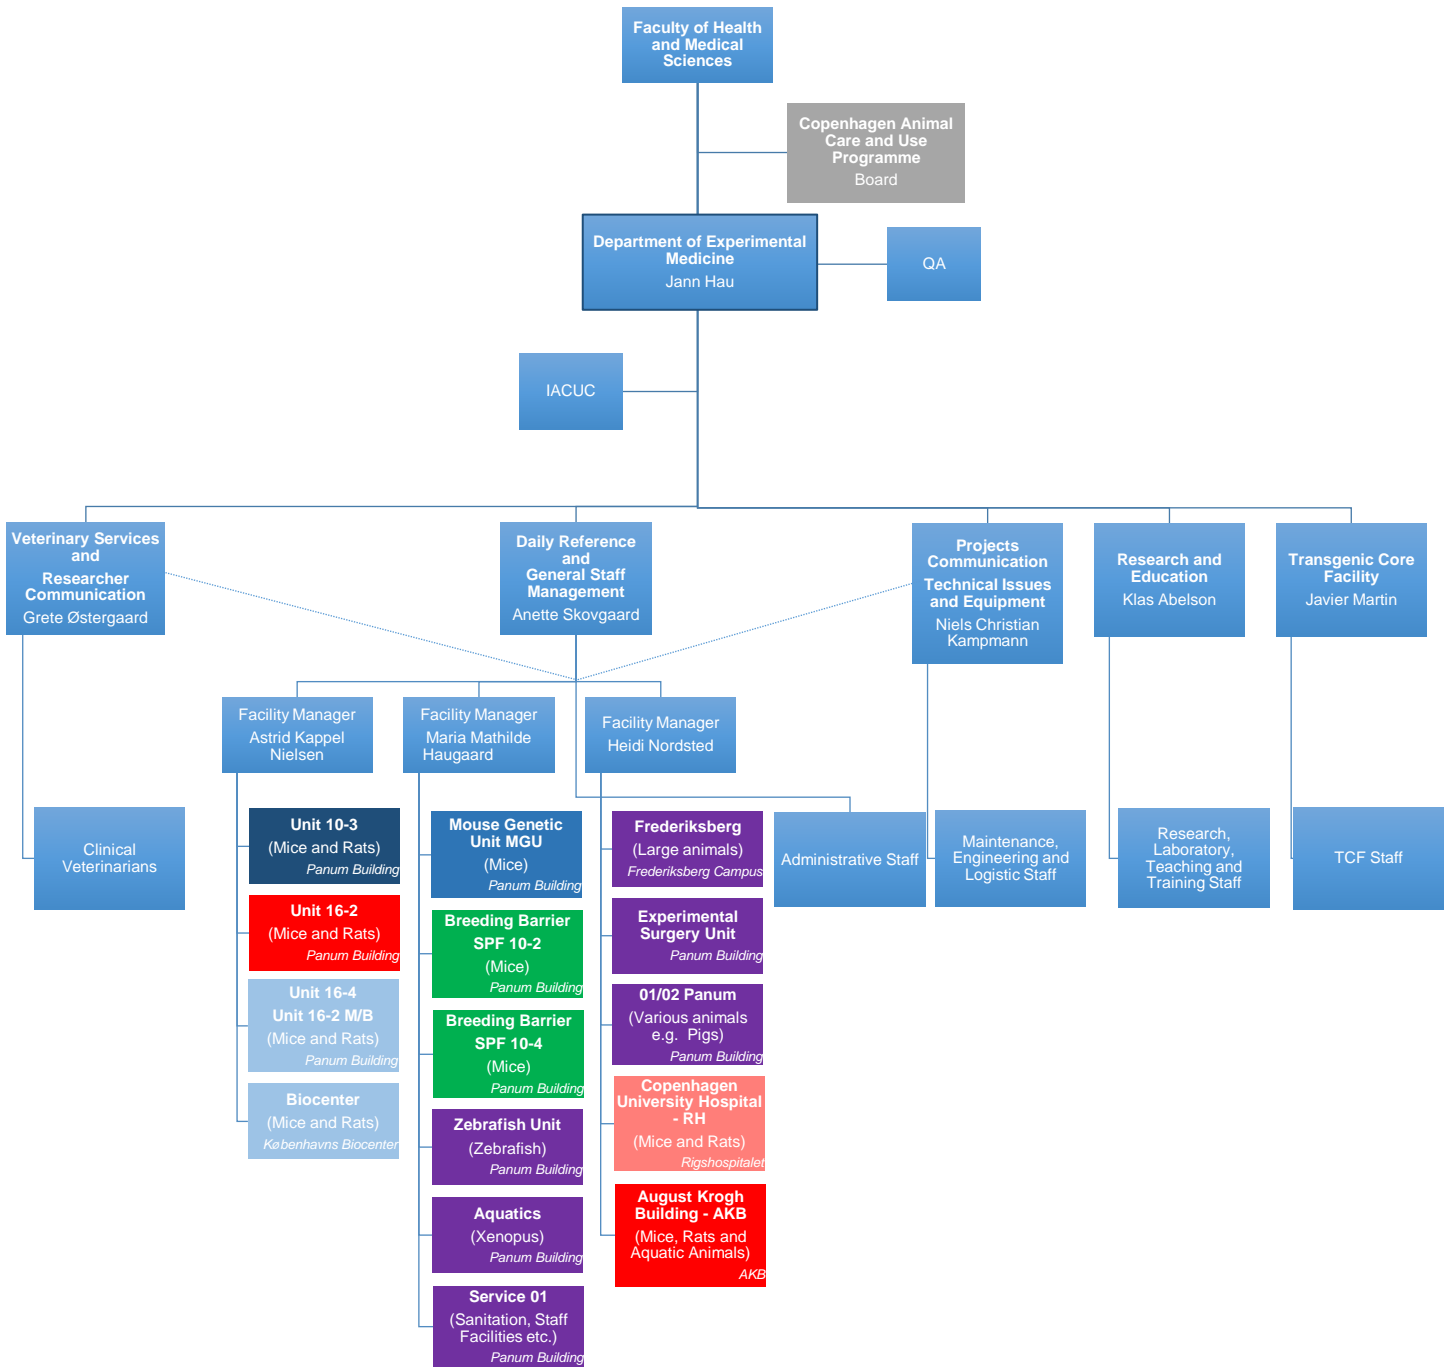 Faculty of Health
and Medical
Sciences
Copenhagen Animal
Care and Use
Programme
Board
Department of Experimental
Medicine
Jann Hau
QA
IACUC
Veterinary Services
and
Researcher
Communication
Grete Østergaard
Daily Reference
and
General Staff
Management
Anette Skovgaard
Projects
Communication
Technical Issues
and Equipment
Niels Christian
Kampmann
Research and
Education
Klas Abelson
Transgenic Core
Facility
Javier Martin
Facility Manager
Astrid Kappel
Nielsen
Facility Manager
Maria Mathilde
Haugaard
Facility Manager
Heidi Nordsted
Clinical
Veterinarians
Unit 10-3
(Mice and Rats)
Panum Building
Unit 16-2
(Mice and Rats)
Panum Building
Unit 16-4
Unit 16-2 M/B
(Mice and Rats)
Panum Building
Biocenter
(Mice and Rats)
Københavns Biocenter
Mouse Genetic
Unit MGU
(Mice)
Panum Building
Breeding Barrier
SPF 10-2
(Mice)
Panum Building
Breeding Barrier
SPF 10-4
(Mice)
Panum Building
Zebrafish Unit
(Zebrafish)
Panum Building
Aquatics
(Xenopus)
Panum Building
Service 01
(Sanitation, Staff
Facilities etc.)
Panum Building
Frederiksberg
(Large animals)
Frederiksberg Campus
Experimental
Surgery Unit
Panum Building
01/02 Panum
(Various animals
e.g. Pigs)
Panum Building
Copenhagen
University Hospital
- RH
(Mice and Rats)
Rigshospitalet
August Krogh
Building - AKB
(Mice, Rats and
Aquatic Animals)
AKB
Administrative Staff
Maintenance,
Engineering and
Logistic Staff
Research,
Laboratory,
Teaching and
Training Staff
TCF Staff